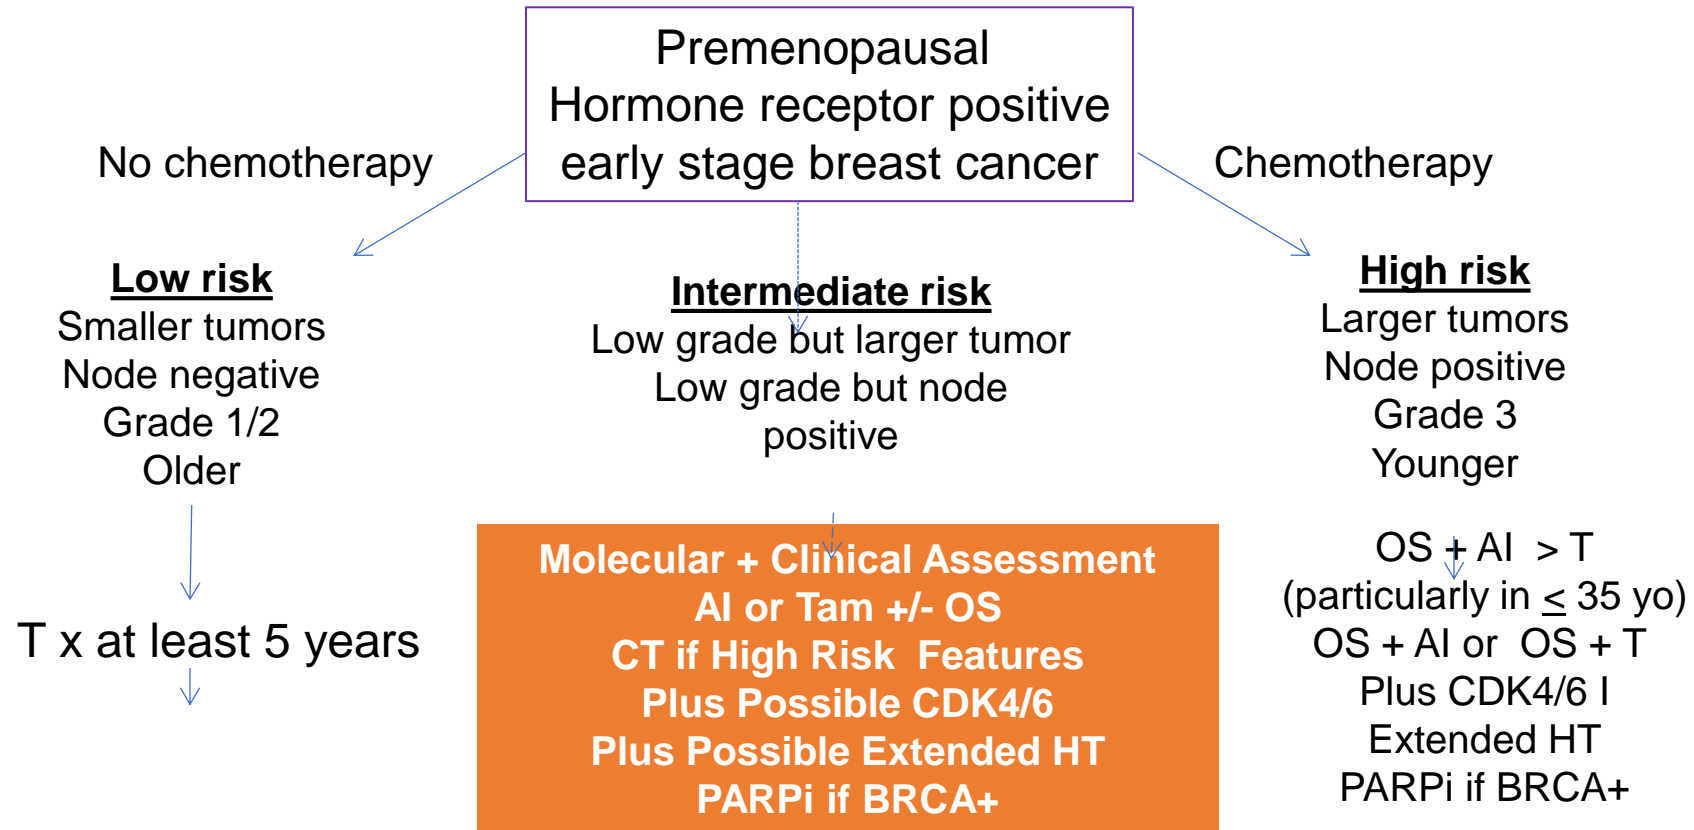 Premenopausal
Hormone receptor positive
early stage breast cancer
No chemotherapy
Chemotherapy
Low risk
Smaller tumors
Node negative
Grade 1/2
Older
T x at least 5 years
Intermediate risk
Low grade but larger tumor
Low grade but node
positive
Molecular + Clinical Assessment
AI or Tam +/- OS
CT if High Risk Features
Plus Possible CDK4/6
Plus Possible Extended HT
PARPi if BRCA+
High risk
Larger tumors
Node positive
Grade 3
Younger
OS + AI > T
(particularly in < 35 yo)
OS + AI or OS + T
Plus CDK4/6 I
Extended HT
PARPi if BRCA+